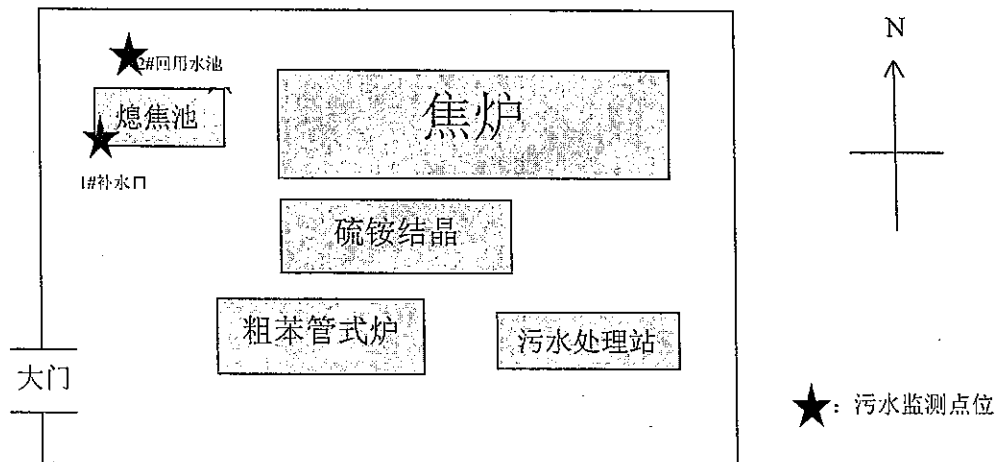 N
2#回用水池
熄焦池
焦炉
1#补水口
硫铵结晶
粗苯管式炉
污水处理站
大门
★：污水监测点位